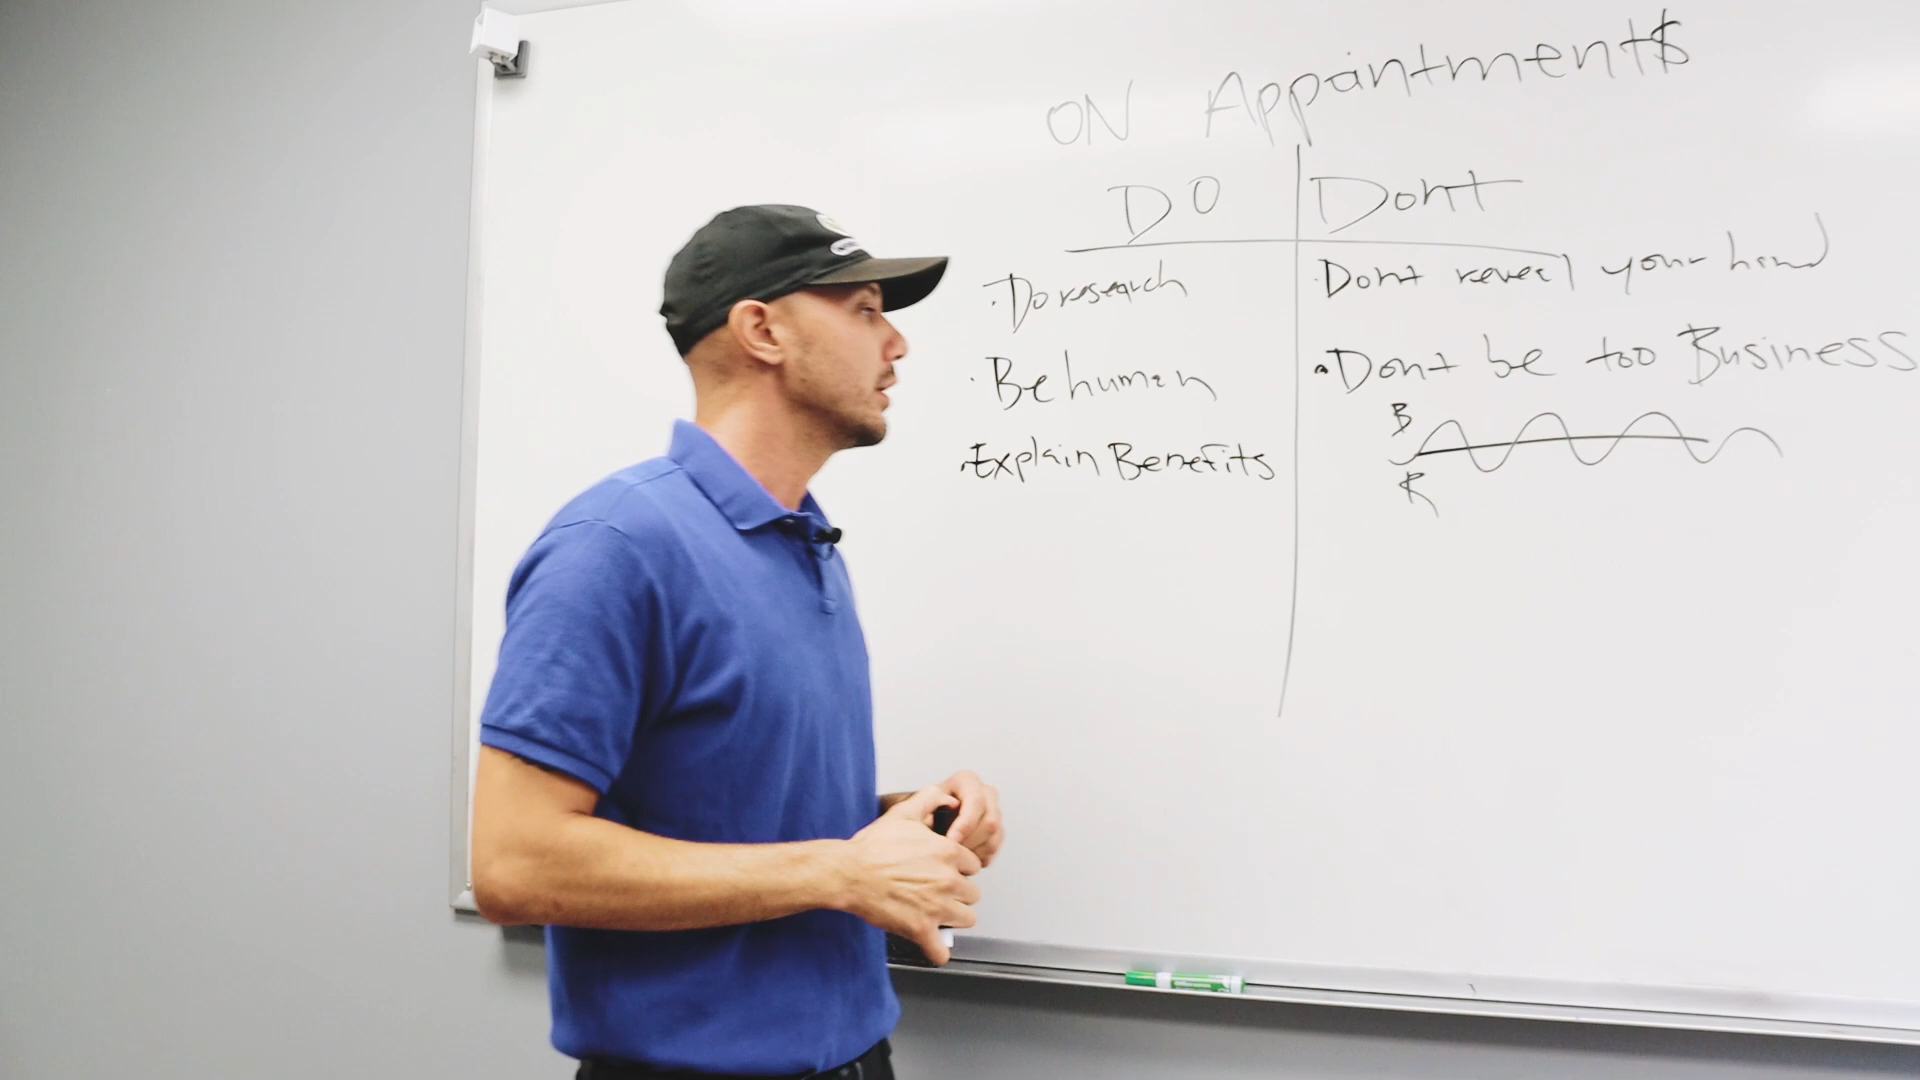 ON Appointment$
DO
Dont
· Do research
· Be human
· Explain Benefits
· Dont reveal your hand
· Dont be too Business
B
R